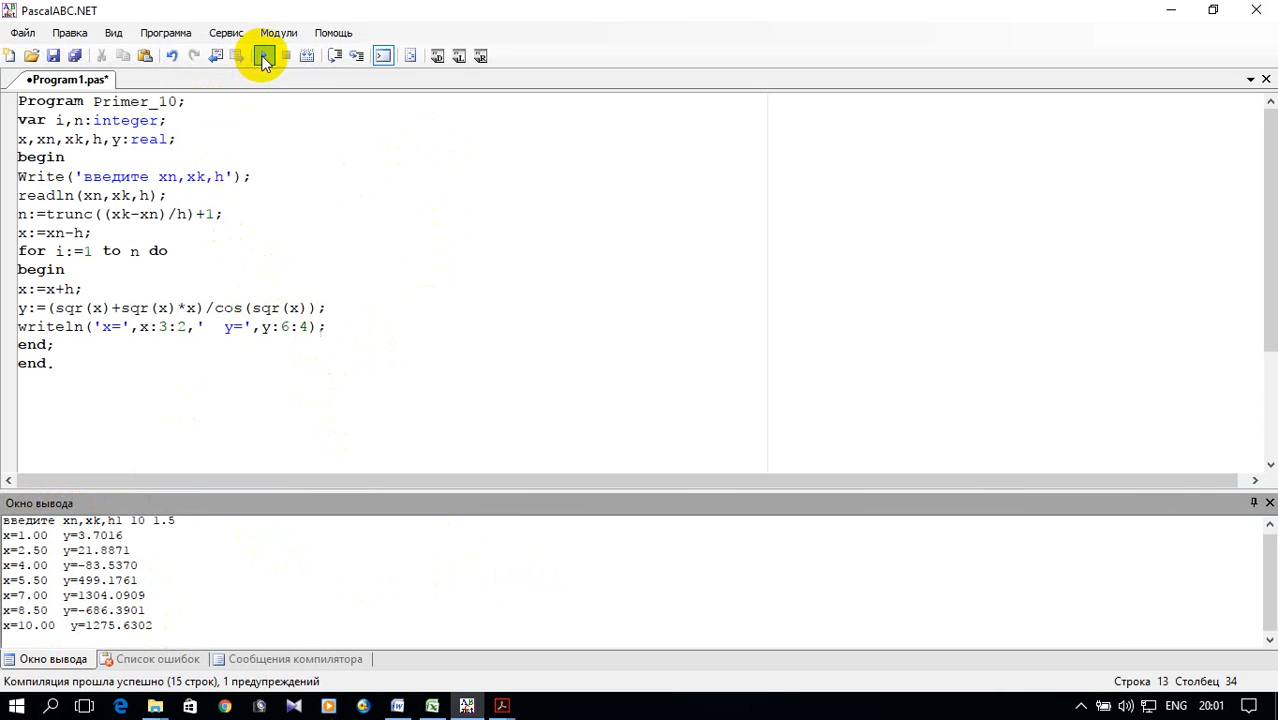 PascalABC.NET
Файл Правка Вид Программа Сервис Модули Помощь
•Program1.pas*
Program Primer_10;
var i,n:integer;
x,xn,xk,h,y:real;
begin
Write('введите xn,xk,h');
readln(xn,xk,h);
n:=trunc((xk-xn)/h)+1;
x:=xn-h;
for i:=1 to n do
begin
x:=x+h;
y:=(sqr(x)+sqr(x)*x)/cos(sqr(x));
writeln('x=',x:3:2,'  y=',y:6:4);
end;
end.
Окно вывода
введите xn,xk,h1 10 1.5
x=1.00  y=3.7016
x=2.50  y=21.8871
x=4.00  y=-83.5370
x=5.50  y=499.1761
x=7.00  y=1304.0909
x=8.50  y=-686.3901
x=10.00  y=1275.6302
Окно вывода Список ошибок Сообщения компилятора
Компиляция прошла успешно (15 строк), 1 предупреждений Строка 13 Столбец 34
ENG 20:01